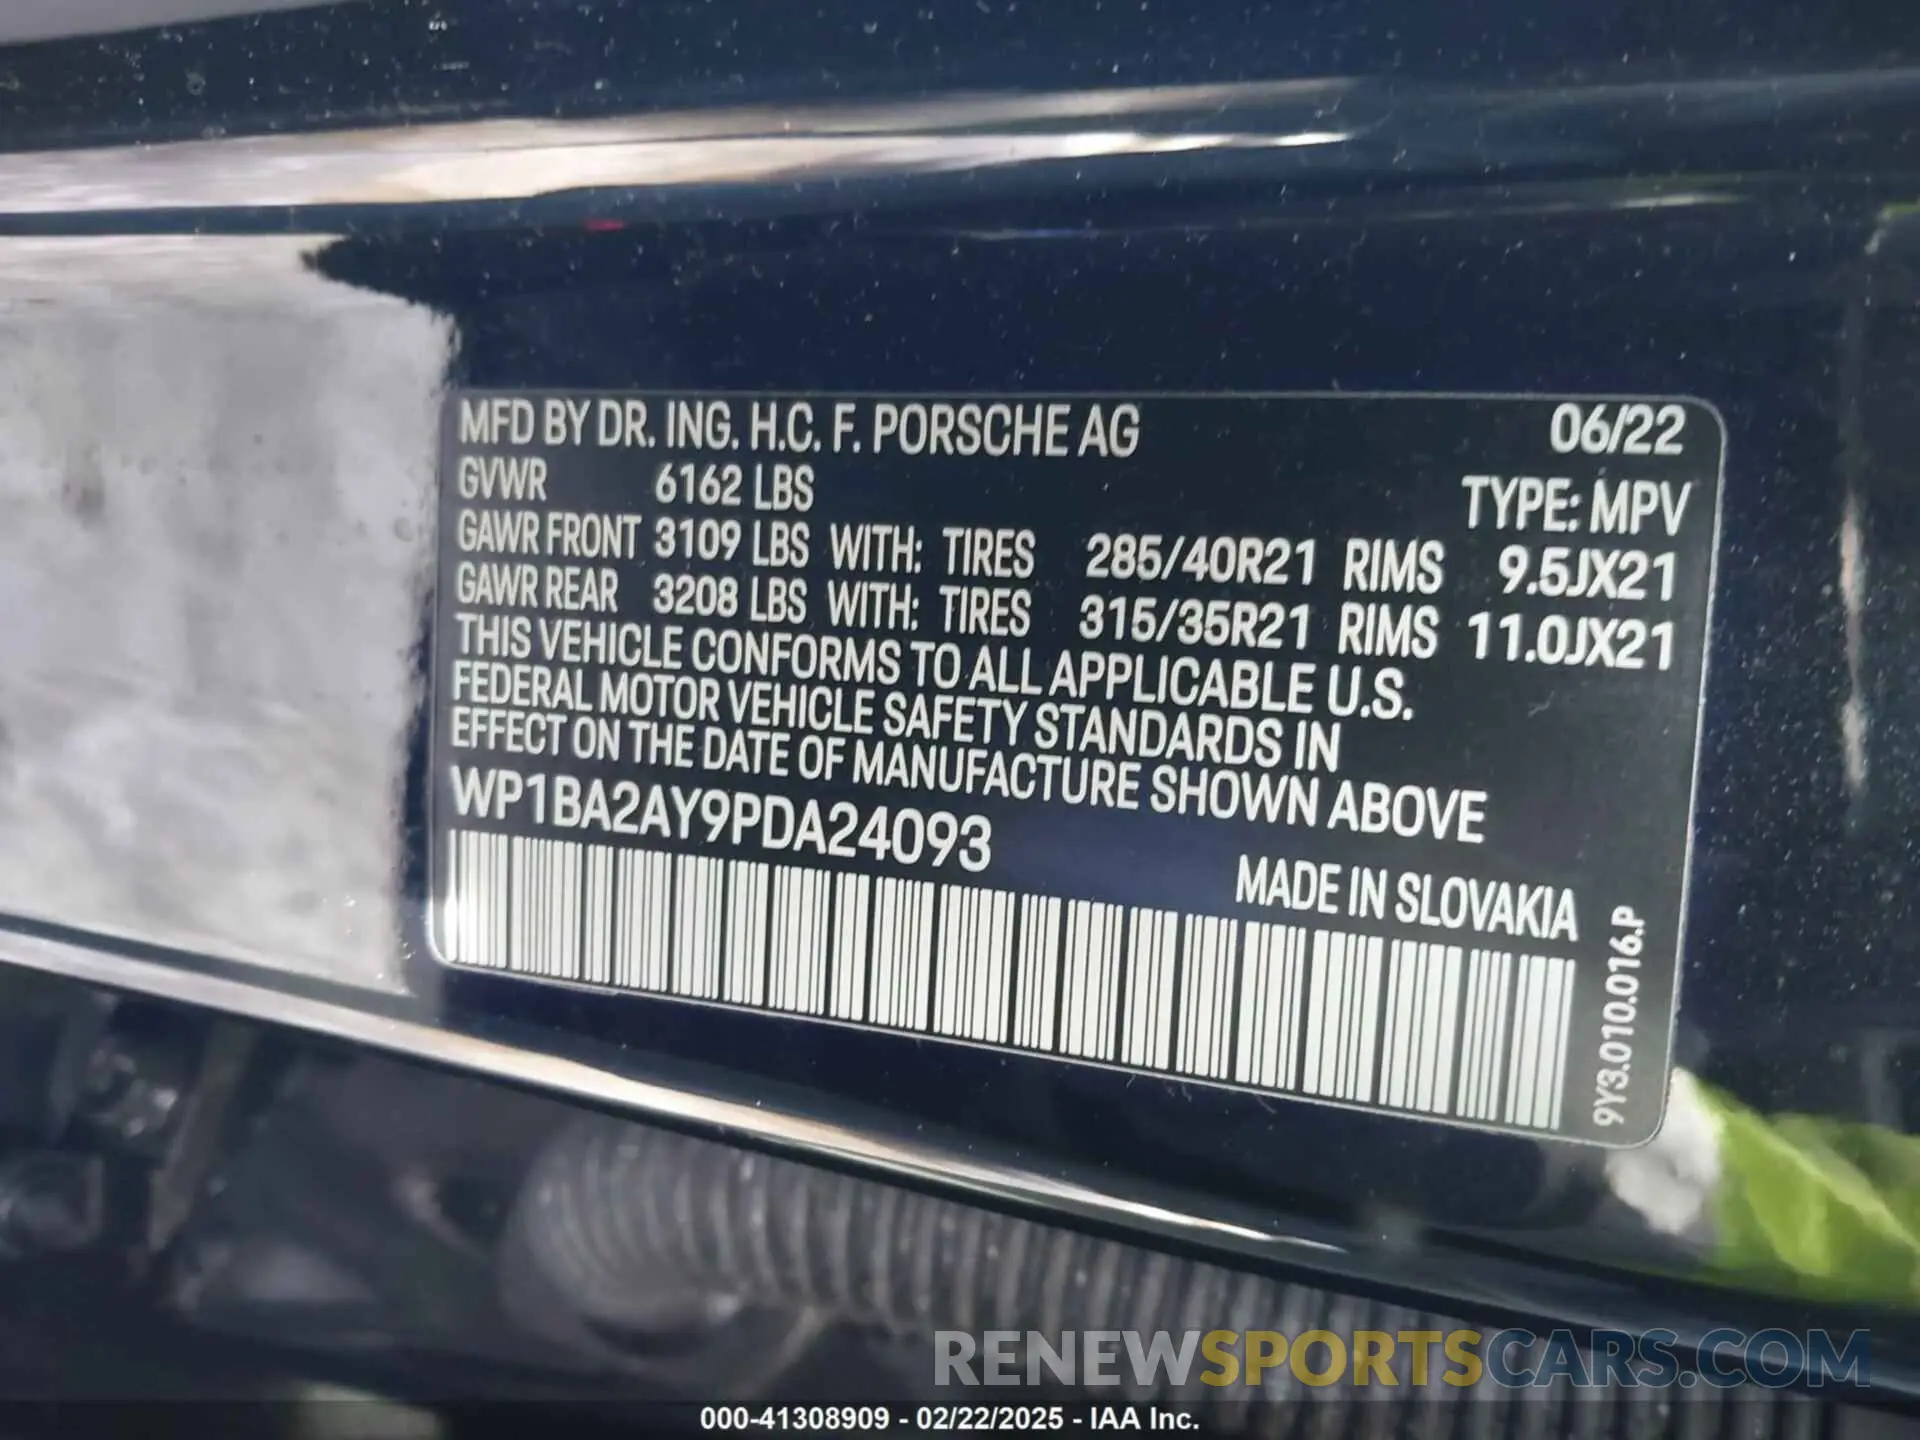 MFD BY DR. ING. H.C. F. PORSCHE AG 06/22
GVWR 6162 LBS TYPE: MPV
GAWR FRONT 3109 LBS WITH: TIRES 285/40R21 RIMS 9.5JX21
GAWR REAR 3208 LBS WITH: TIRES 315/35R21 RIMS 11.0JX21
THIS VEHICLE CONFORMS TO ALL APPLICABLE U.S.
FEDERAL MOTOR VEHICLE SAFETY STANDARDS IN
EFFECT ON THE DATE OF MANUFACTURE SHOWN ABOVE
WP1BA2AY9PDA24093
MADE IN SLOVAKIA
9Y3.010.016.P
RENEWSPORTSCARS.COM
000-41308909 - 02/22/2025 - IAA Inc.